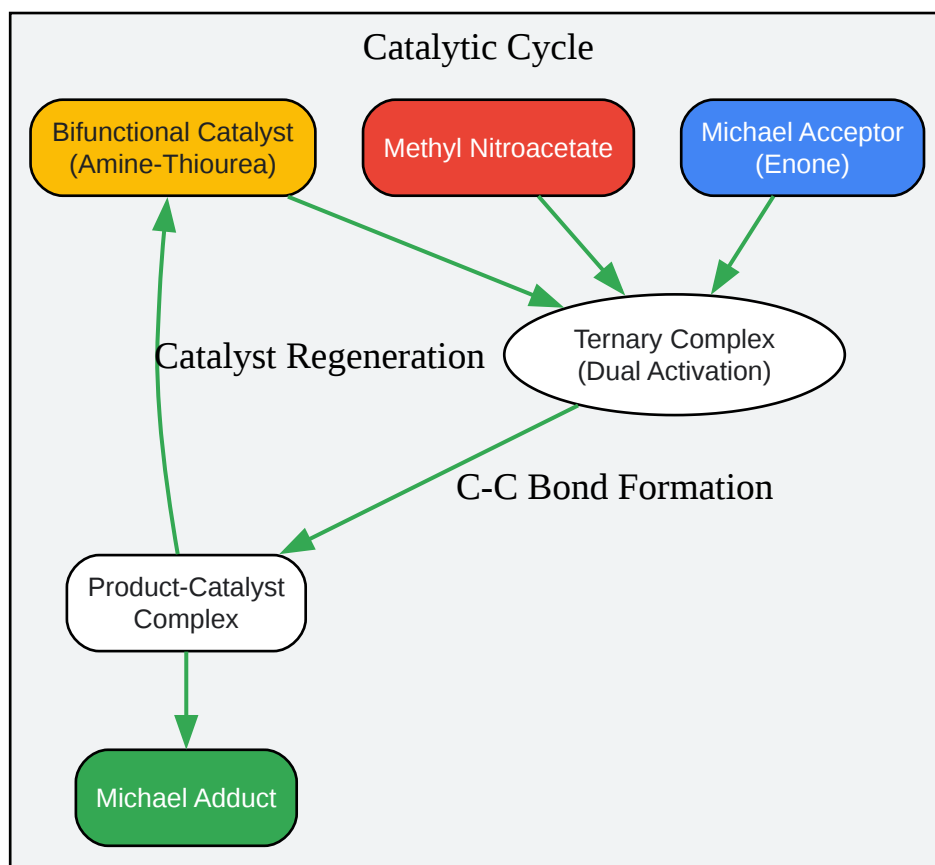 Catalytic Cycle
Bifunctional Catalyst
(Amine-Thiourea)
Methyl Nitroacetate
Michael Acceptor
(Enone)
Catalyst Regeneration
Ternary Complex
(Dual Activation)
C-C Bond Formation
Product-Catalyst
Complex
Michael Adduct